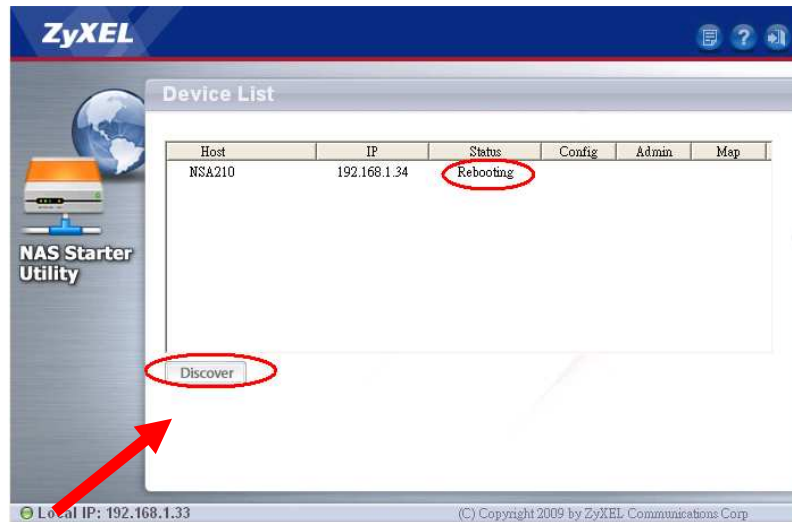 ZyXEL
Device List
Host IP Status Config Admin Map
NSA210 192.168.1.34 Rebooting
NAS Starter
Utility
Discover
Local IP: 192.168.1.33 (C) Copyright 2009 by ZyXEL Communications Corp